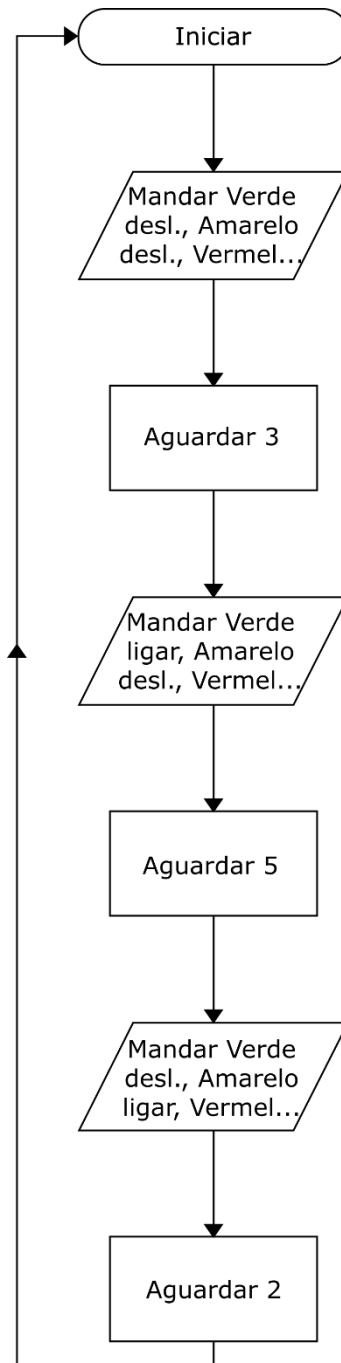 Iniciar
Mandar Verde
desl., Amarelo
desl., Vermel...
Aguardar 3
Mandar Verde
ligar, Amarelo
desl., Vermel...
Aguardar 5
Mandar Verde
desl., Amarelo
ligar, Vermel...
Aguardar 2